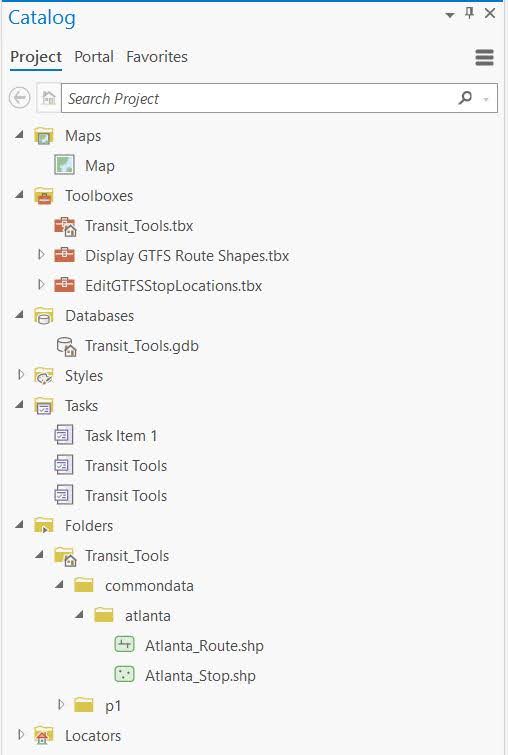 Catalog
Project Portal Favorites
Search Project
Maps
Map
Toolboxes
Transit_Tools.tbx
Display GTFS Route Shapes.tbx
EditGTFSStopLocations.tbx
Databases
Transit_Tools.gdb
Styles
Tasks
Task Item 1
Transit Tools
Transit Tools
Folders
Transit_Tools
commondata
atlanta
Atlanta_Route.shp
Atlanta_Stop.shp
p1
Locators